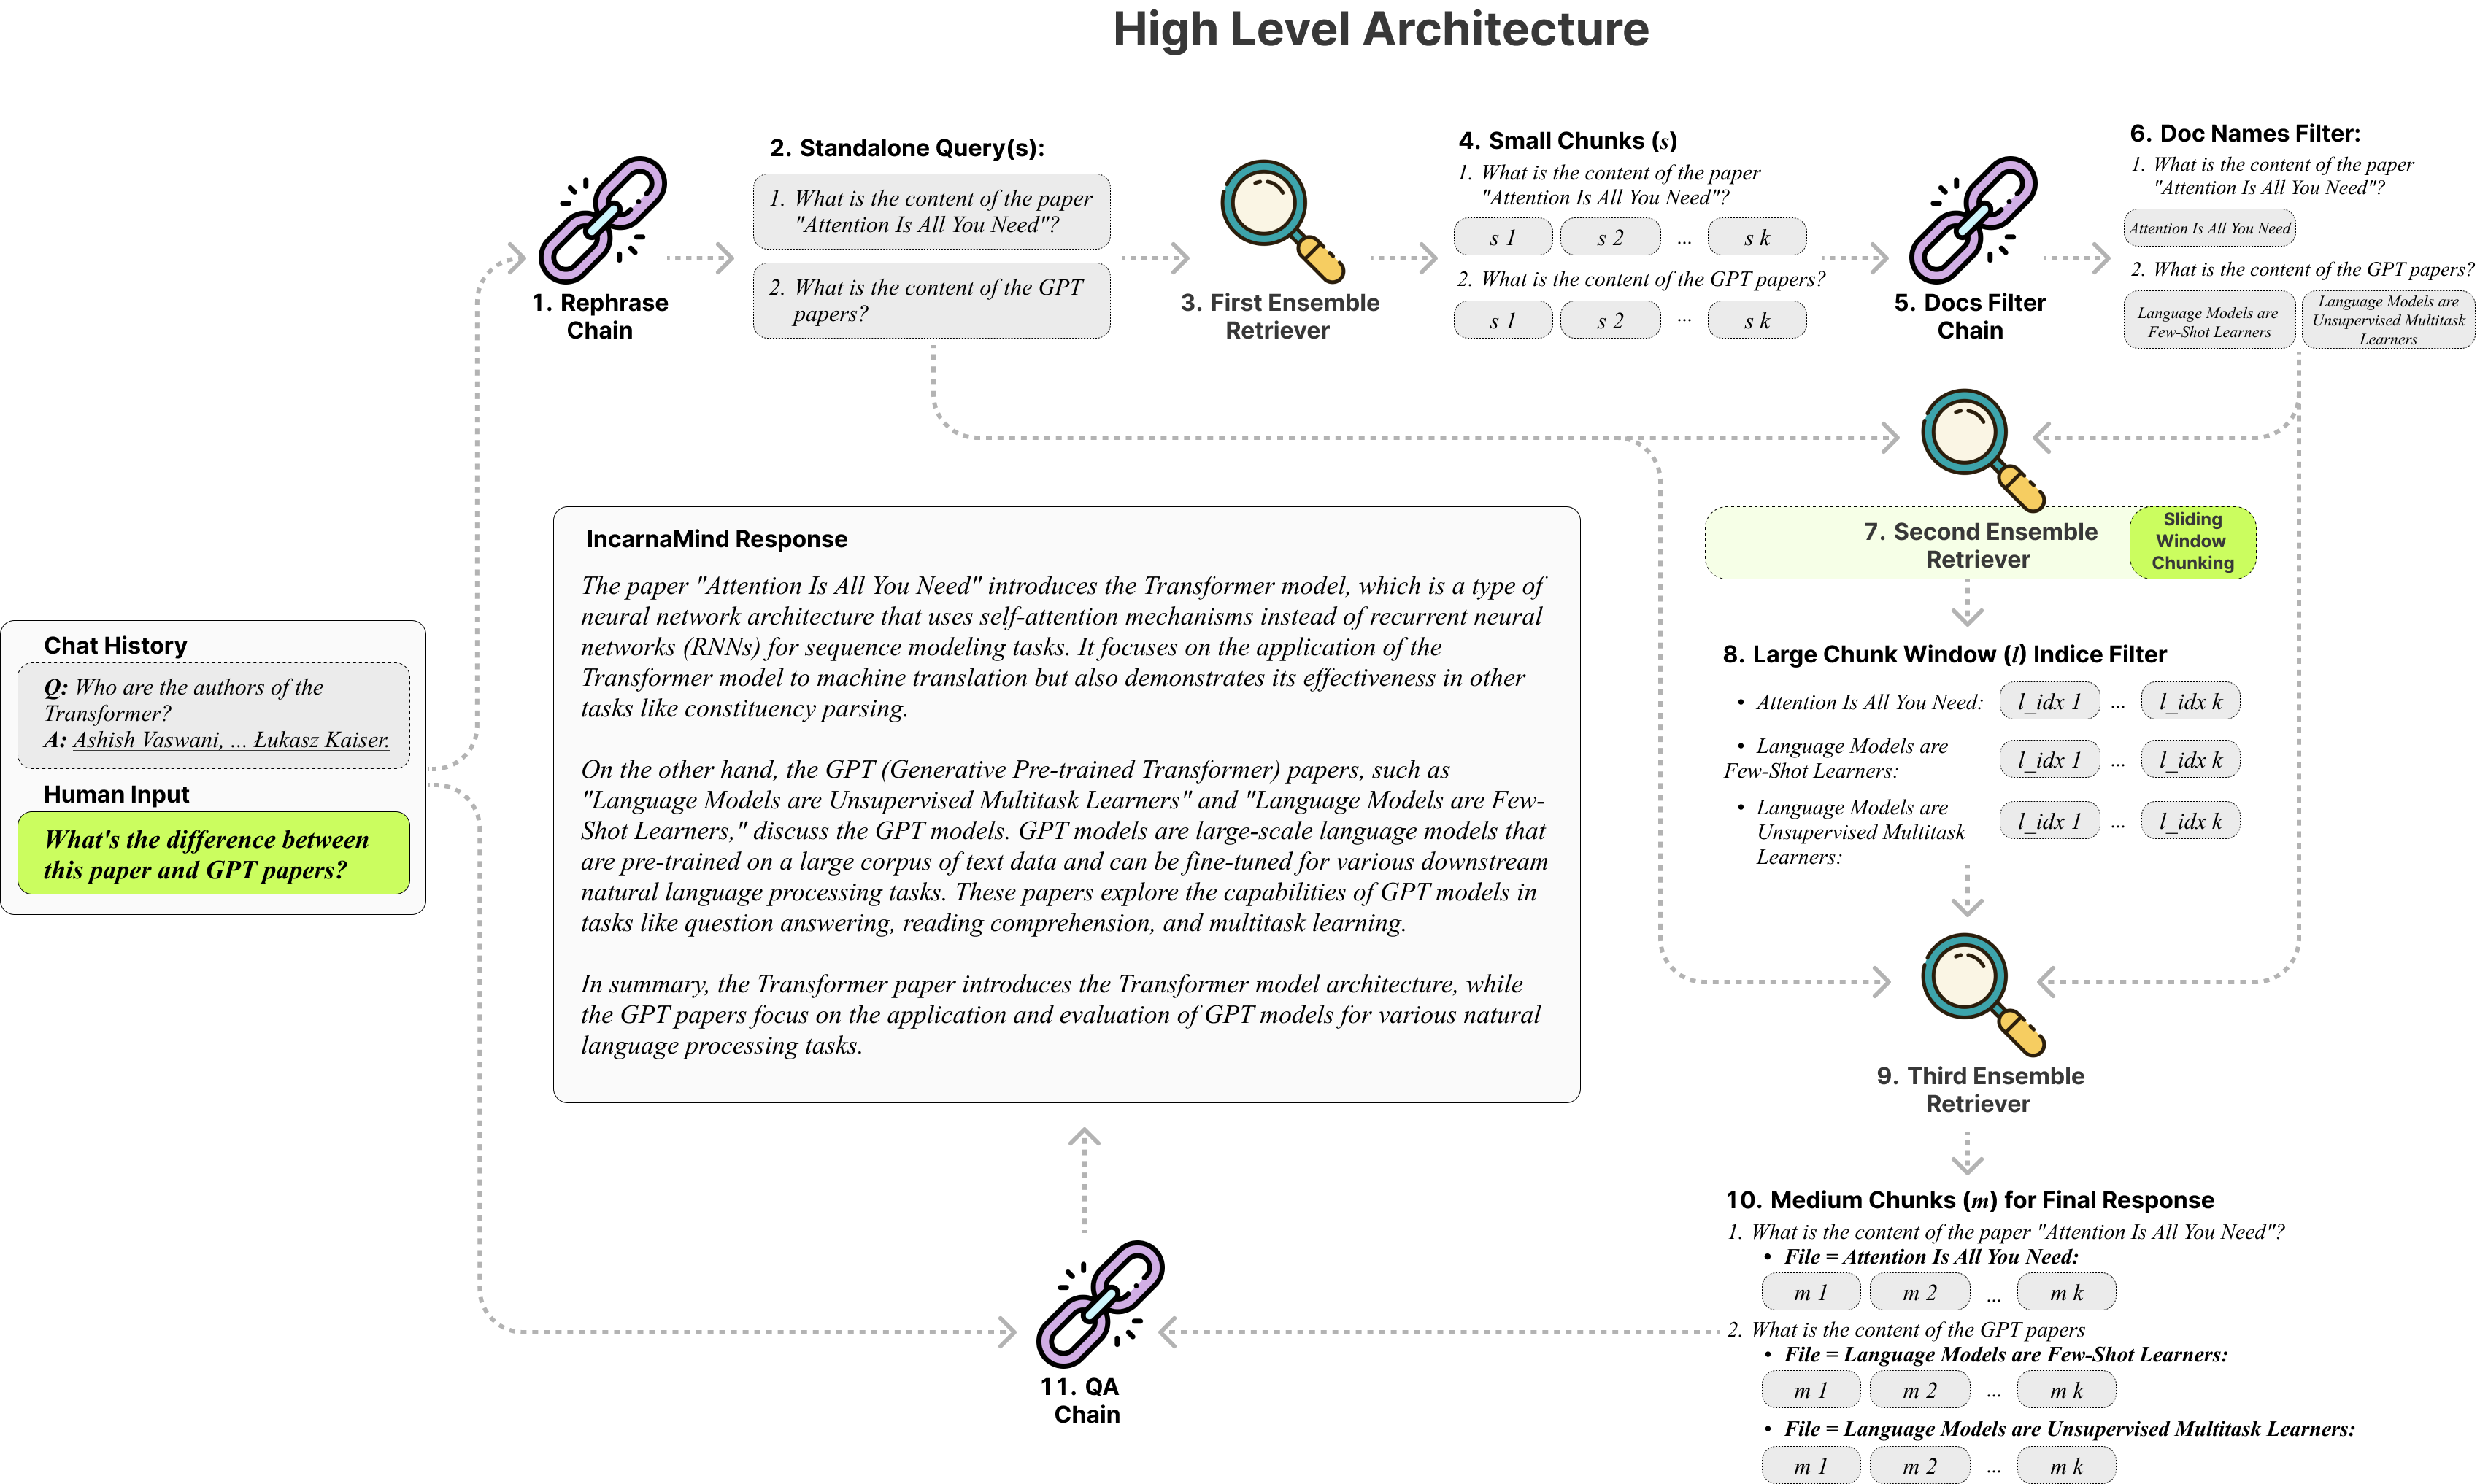 High Level Architecture
1. Rephrase
Chain
2. Standalone Query(s):
1. What is the content of the paper
"Attention Is All You Need"?
2. What is the content of the GPT
papers?
3. First Ensemble
Retriever
4. Small Chunks (s)
1. What is the content of the paper
"Attention Is All You Need"?
s 1 s 2 ... s k
2. What is the content of the GPT papers?
s 1 s 2 ... s k
5. Docs Filter
Chain
6. Doc Names Filter:
1. What is the content of the paper
"Attention Is All You Need"?
Attention Is All You Need
2. What is the content of the GPT papers?
Language Models are
Few-Shot Learners
Language Models are
Unsupervised Multitask
Learners
7. Second Ensemble
Retriever
Sliding
Window
Chunking
8. Large Chunk Window (l) Indice Filter
• Attention Is All You Need: l_idx 1 ... l_idx k
• Language Models are
Few-Shot Learners: l_idx 1 ... l_idx k
• Language Models are
Unsupervised Multitask
Learners: l_idx 1 ... l_idx k
9. Third Ensemble
Retriever
10. Medium Chunks (m) for Final Response
1. What is the content of the paper "Attention Is All You Need"?
• File = Attention Is All You Need:
m 1 m 2 ... m k
2. What is the content of the GPT papers
• File = Language Models are Few-Shot Learners:
m 1 m 2 ... m k
• File = Language Models are Unsupervised Multitask Learners:
m 1 m 2 ... m k
11. QA
Chain
IncarnaMind Response
The paper "Attention Is All You Need" introduces the Transformer model, which is a type of
neural network architecture that uses self-attention mechanisms instead of recurrent neural
networks (RNNs) for sequence modeling tasks. It focuses on the application of the
Transformer model to machine translation but also demonstrates its effectiveness in other
tasks like constituency parsing.
On the other hand, the GPT (Generative Pre-trained Transformer) papers, such as
"Language Models are Unsupervised Multitask Learners" and "Language Models are Few-
Shot Learners," discuss the GPT models. GPT models are large-scale language models that
are pre-trained on a large corpus of text data and can be fine-tuned for various downstream
natural language processing tasks. These papers explore the capabilities of GPT models in
tasks like question answering, reading comprehension, and multitask learning.
In summary, the Transformer paper introduces the Transformer model architecture, while
the GPT papers focus on the application and evaluation of GPT models for various natural
language processing tasks.
Chat History
Q: Who are the authors of the
Transformer?
A: Ashish Vaswani, ... Łukasz Kaiser.
Human Input
What's the difference between
this paper and GPT papers?